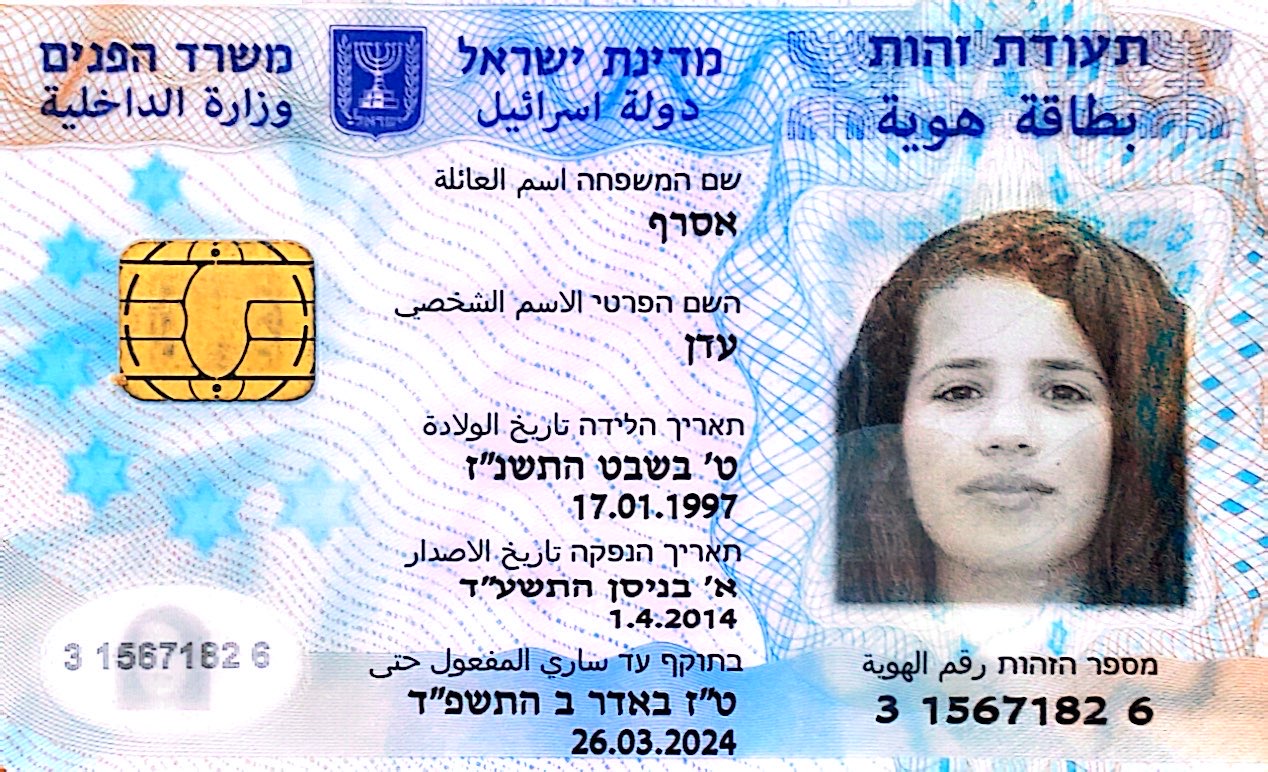 תעודת זהות
بطاقة هوية
מדינת ישראל
دولة اسرائيل
משרד הפנים
وزارة الداخلية
שם המשפחה اسم العائلة
אסרף
השם הפרטי الاسم الشخصي
עדן
תאריך הלידה تاريخ الولادة
ט' בשבט התשנ"ז
17.01.1997
תאריך הנפקה تاريخ الاصدار
א' בניסן התשע"ד
1.4.2014
בתוקף עד ساري المفعول حتى
ט"ז באדר ב התשפ"ד
26.03.2024
מספר הזהות رقم الهوية
3 1567182 6
3 1567182 6